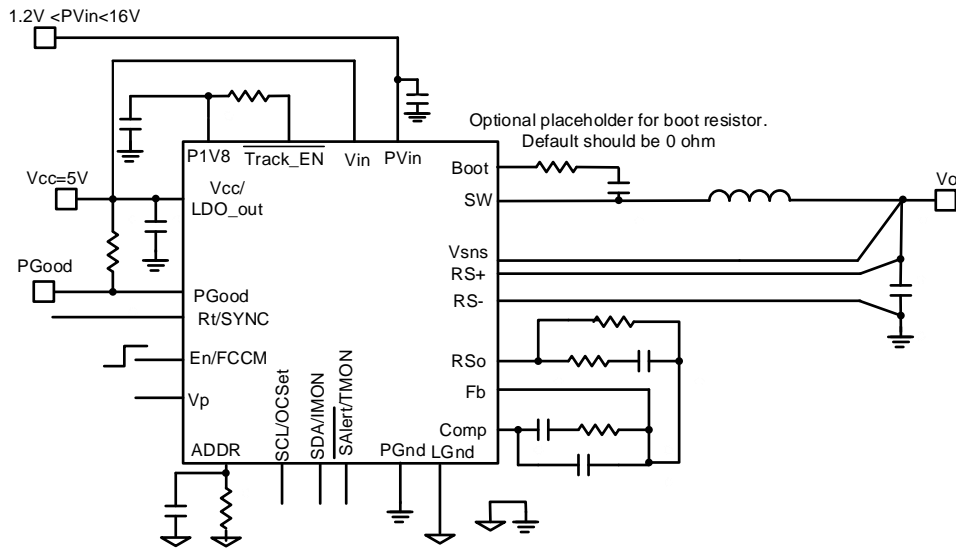 1.2V <PVin<16V
Optional placeholder for boot resistor.
Default should be 0 ohm
P1V8
Track_EN
Vin
PVin
Boot
Vcc=5V
Vcc/
LDO_out
SW
Vo
Vsns
RS+
PGood
PGood
RS-
Rt/SYNC
En/FCCM
RSo
Vp
Fb
SCL/OCSet
SDA/IMON
SAlert/TMON
Comp
ADDR
PGnd
LGnd